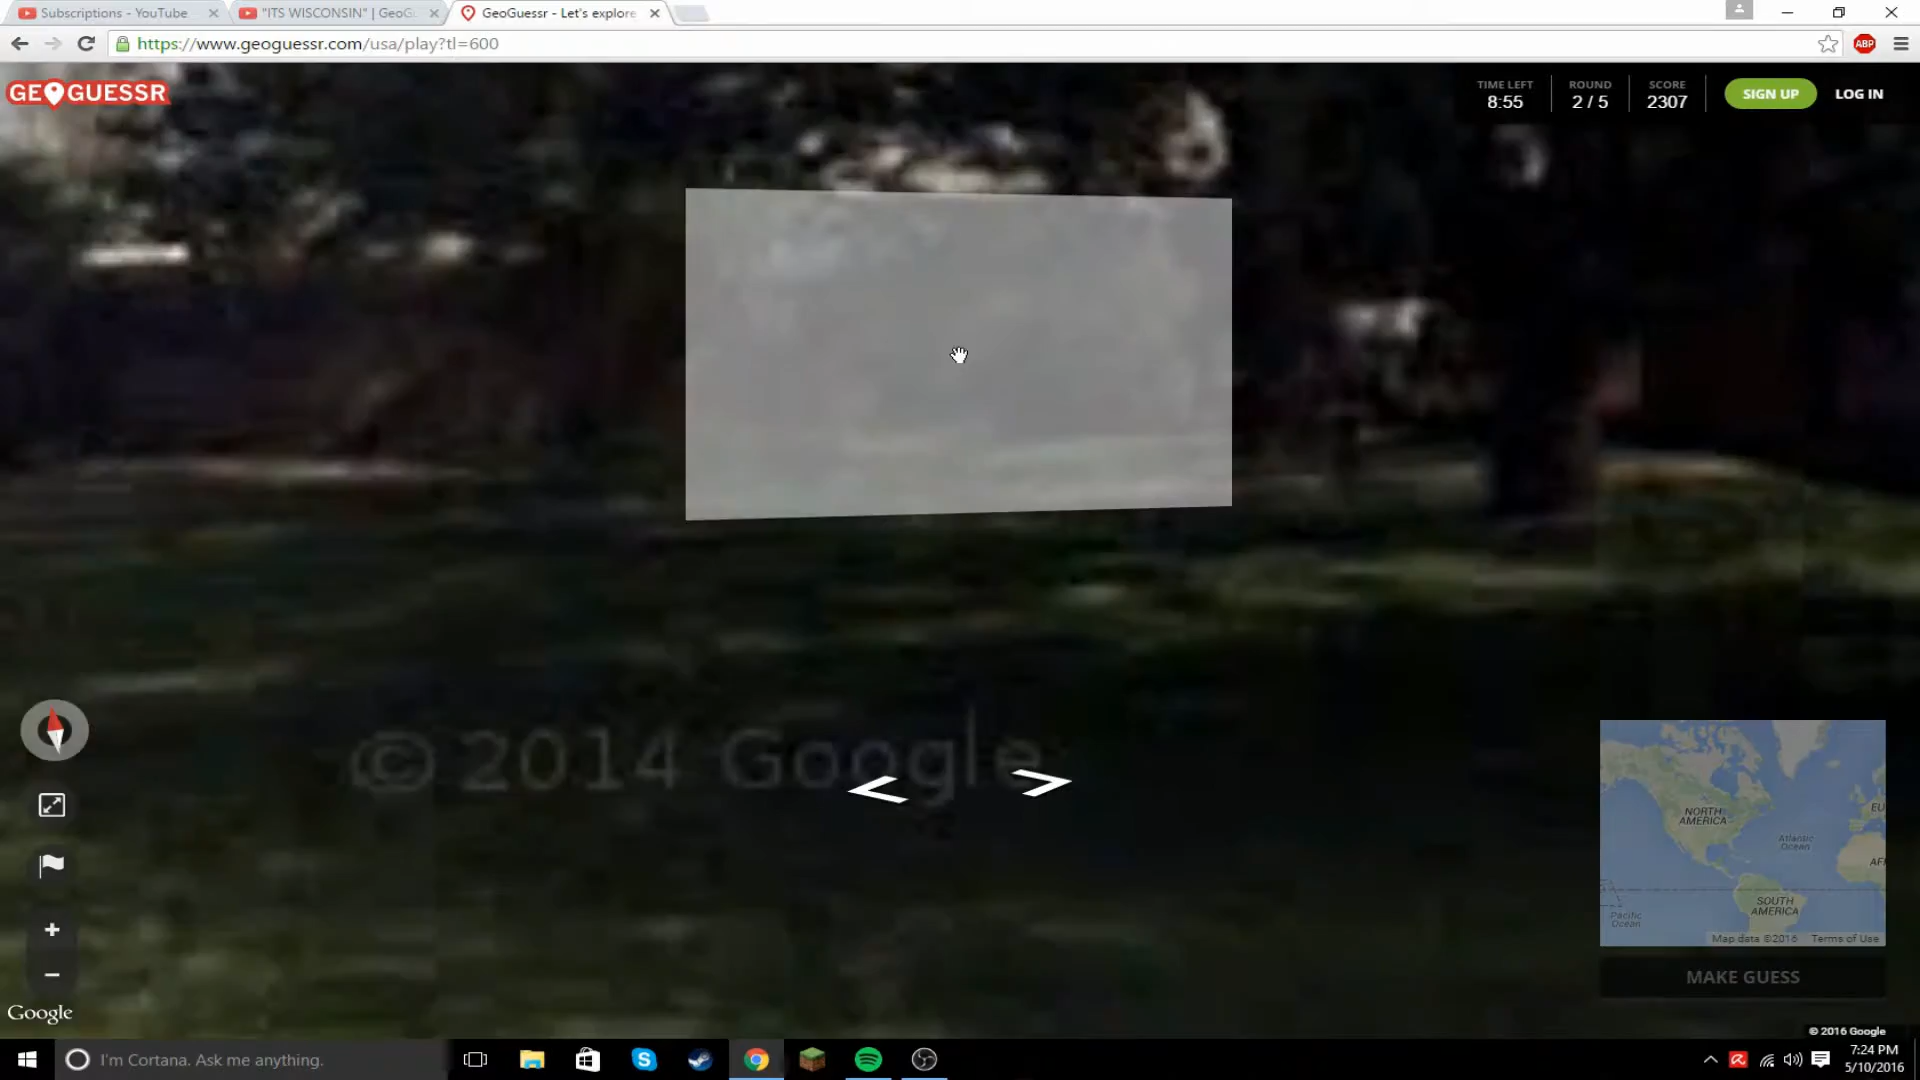 Subscriptions - YouTube
"ITS WISCONSIN" | GeoG
GeoGuessr - Let's explore
https://www.geoguessr.com/usa/play?tl=600
ABP
GEOGUESSR
TIME LEFT
8:55
ROUND
2 / 5
SCORE
2307
SIGN UP
LOG IN
© 2014 Google
NORTH
AMERICA
Atlantic
Ocean
EU
AF
SOUTH
AMERICA
Pacific
Ocean
Map data ©2016
Terms of Use
MAKE GUESS
Google
© 2016 Google
I'm Cortana. Ask me anything.
7:24 PM
5/10/2016